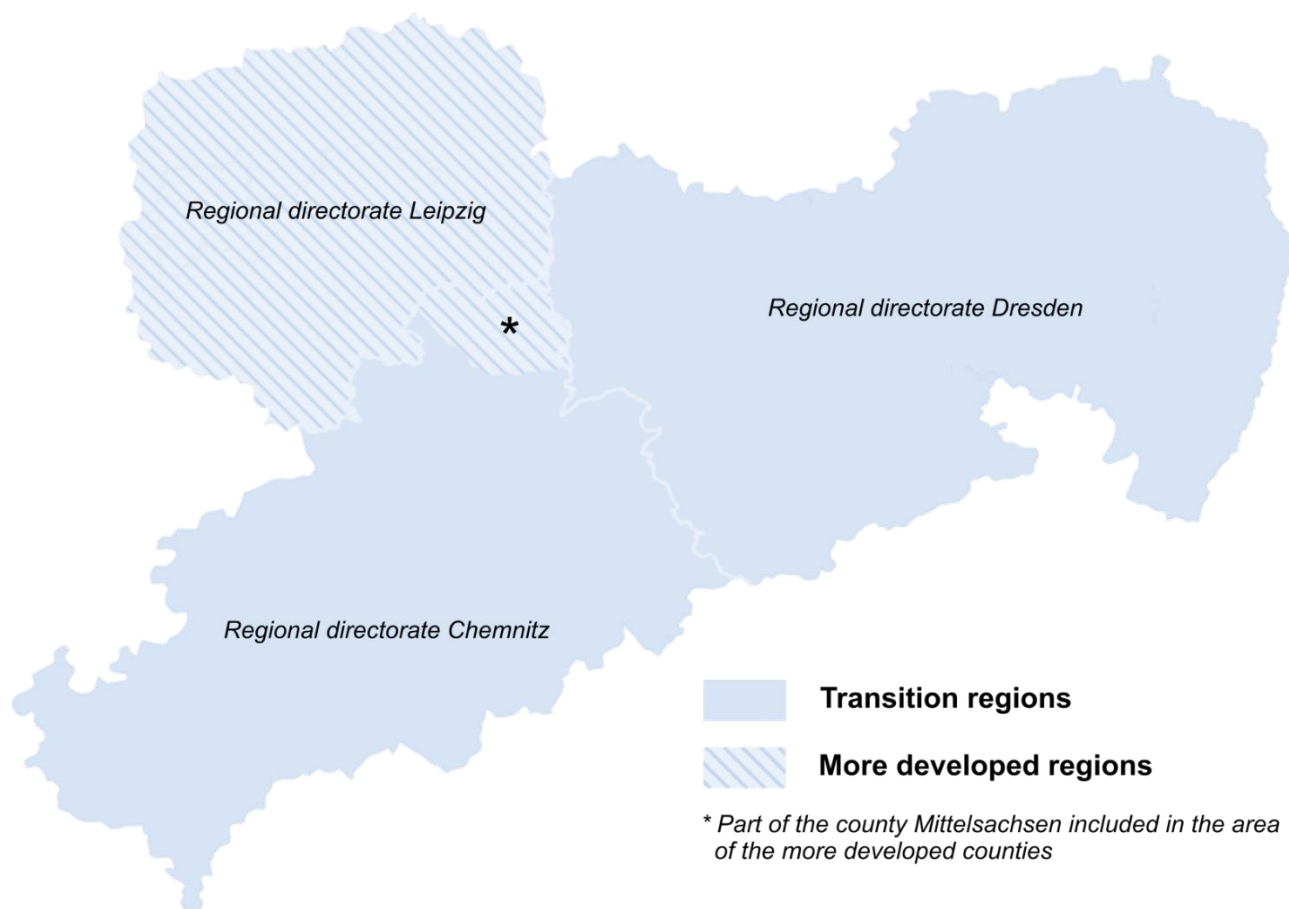 Regional directorate Leipzig
*
Regional directorate Dresden
Regional directorate Chemnitz
Transition regions
More developed regions
* Part of the county Mittelsachsen included in the area
of the more developed counties